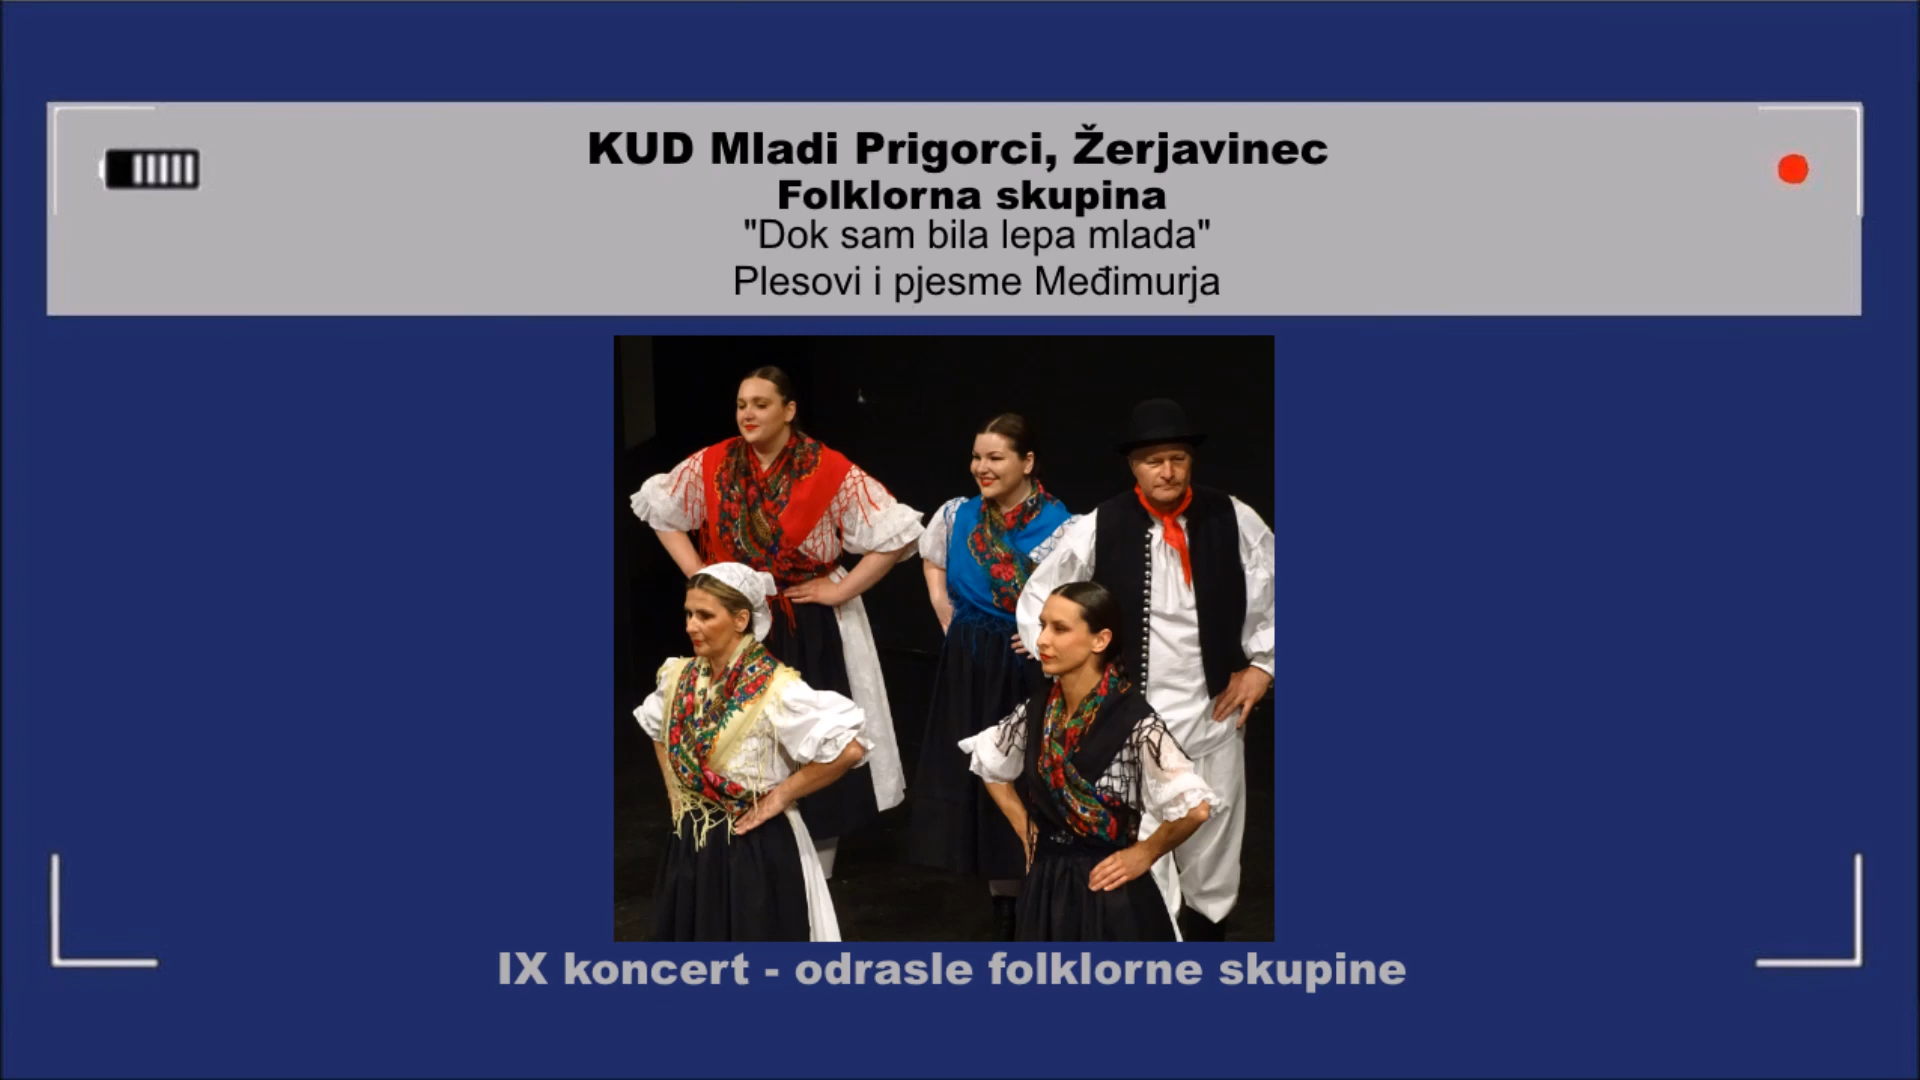 KUD Mladi Prigorci, Žerjavinec
Folklorna skupina
"Dok sam bila lepa mlada"
Plesovi i pjesme Međimurja
IX koncert - odrasle folklorne skupine